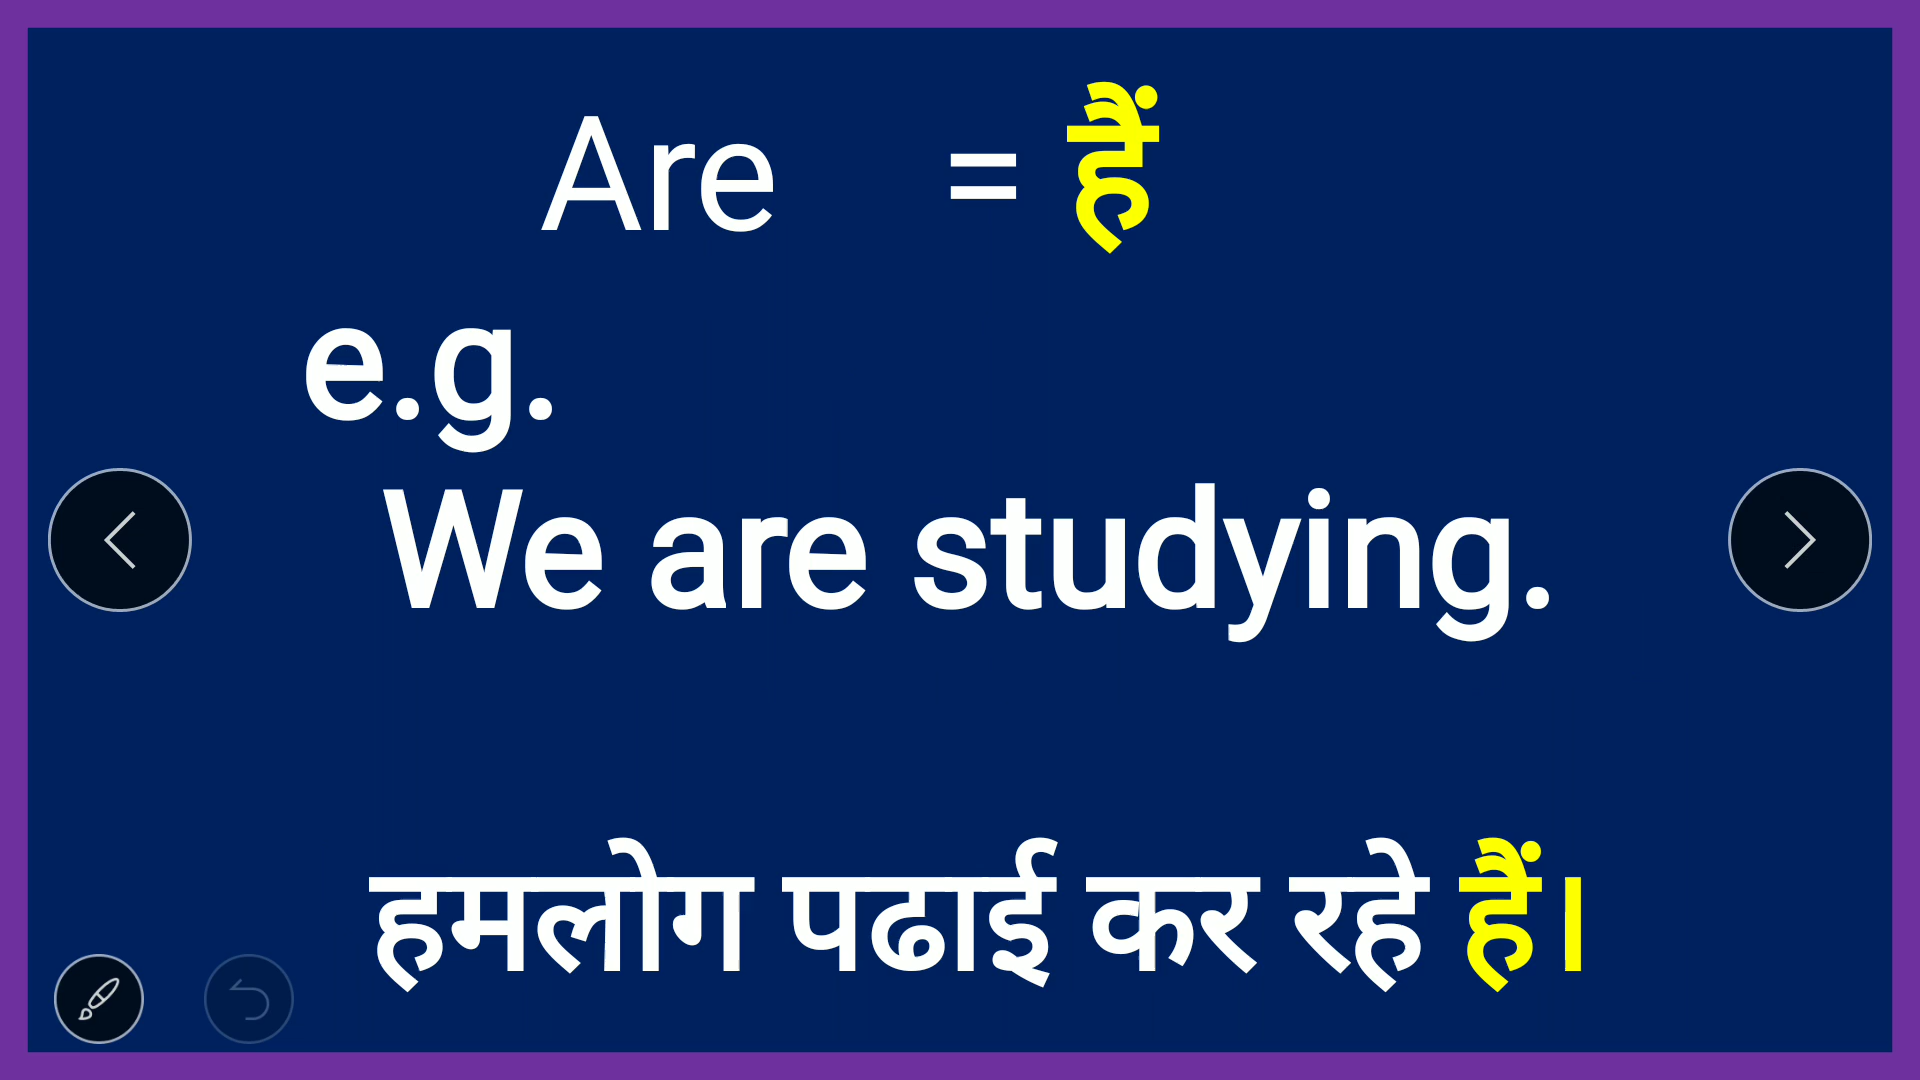 Are = हैं
e.g.
We are studying.
हमलोग पढाई कर रहे हैं।